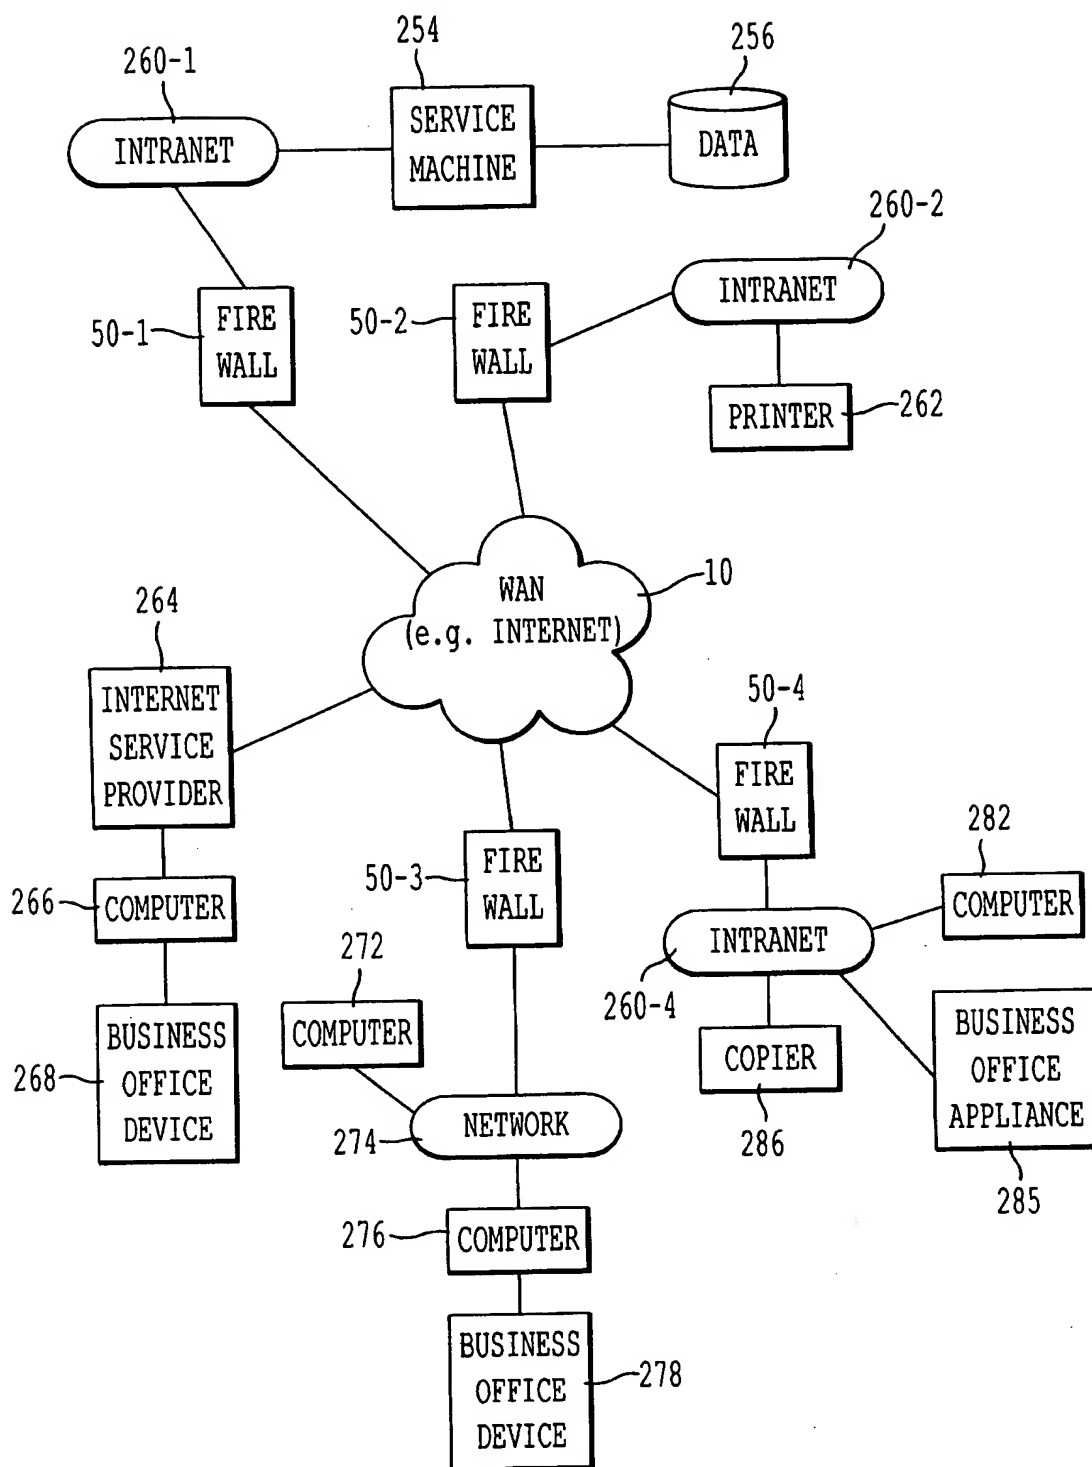 260-1
254
256
INTRANET
SERVICE
MACHINE
DATA
260-2
INTRANET
50-1
FIRE
WALL
50-2
FIRE
WALL
PRINTER
262
WAN
(e.g. INTERNET)
10
264
INTERNET
SERVICE
PROVIDER
50-4
FIRE
WALL
50-3
FIRE
WALL
282
COMPUTER
266
COMPUTER
INTRANET
260-4
272
COMPUTER
268
BUSINESS
OFFICE
DEVICE
COPIER
286
BUSINESS
OFFICE
APPLIANCE
285
NETWORK
274
276
COMPUTER
BUSINESS
OFFICE
DEVICE
278